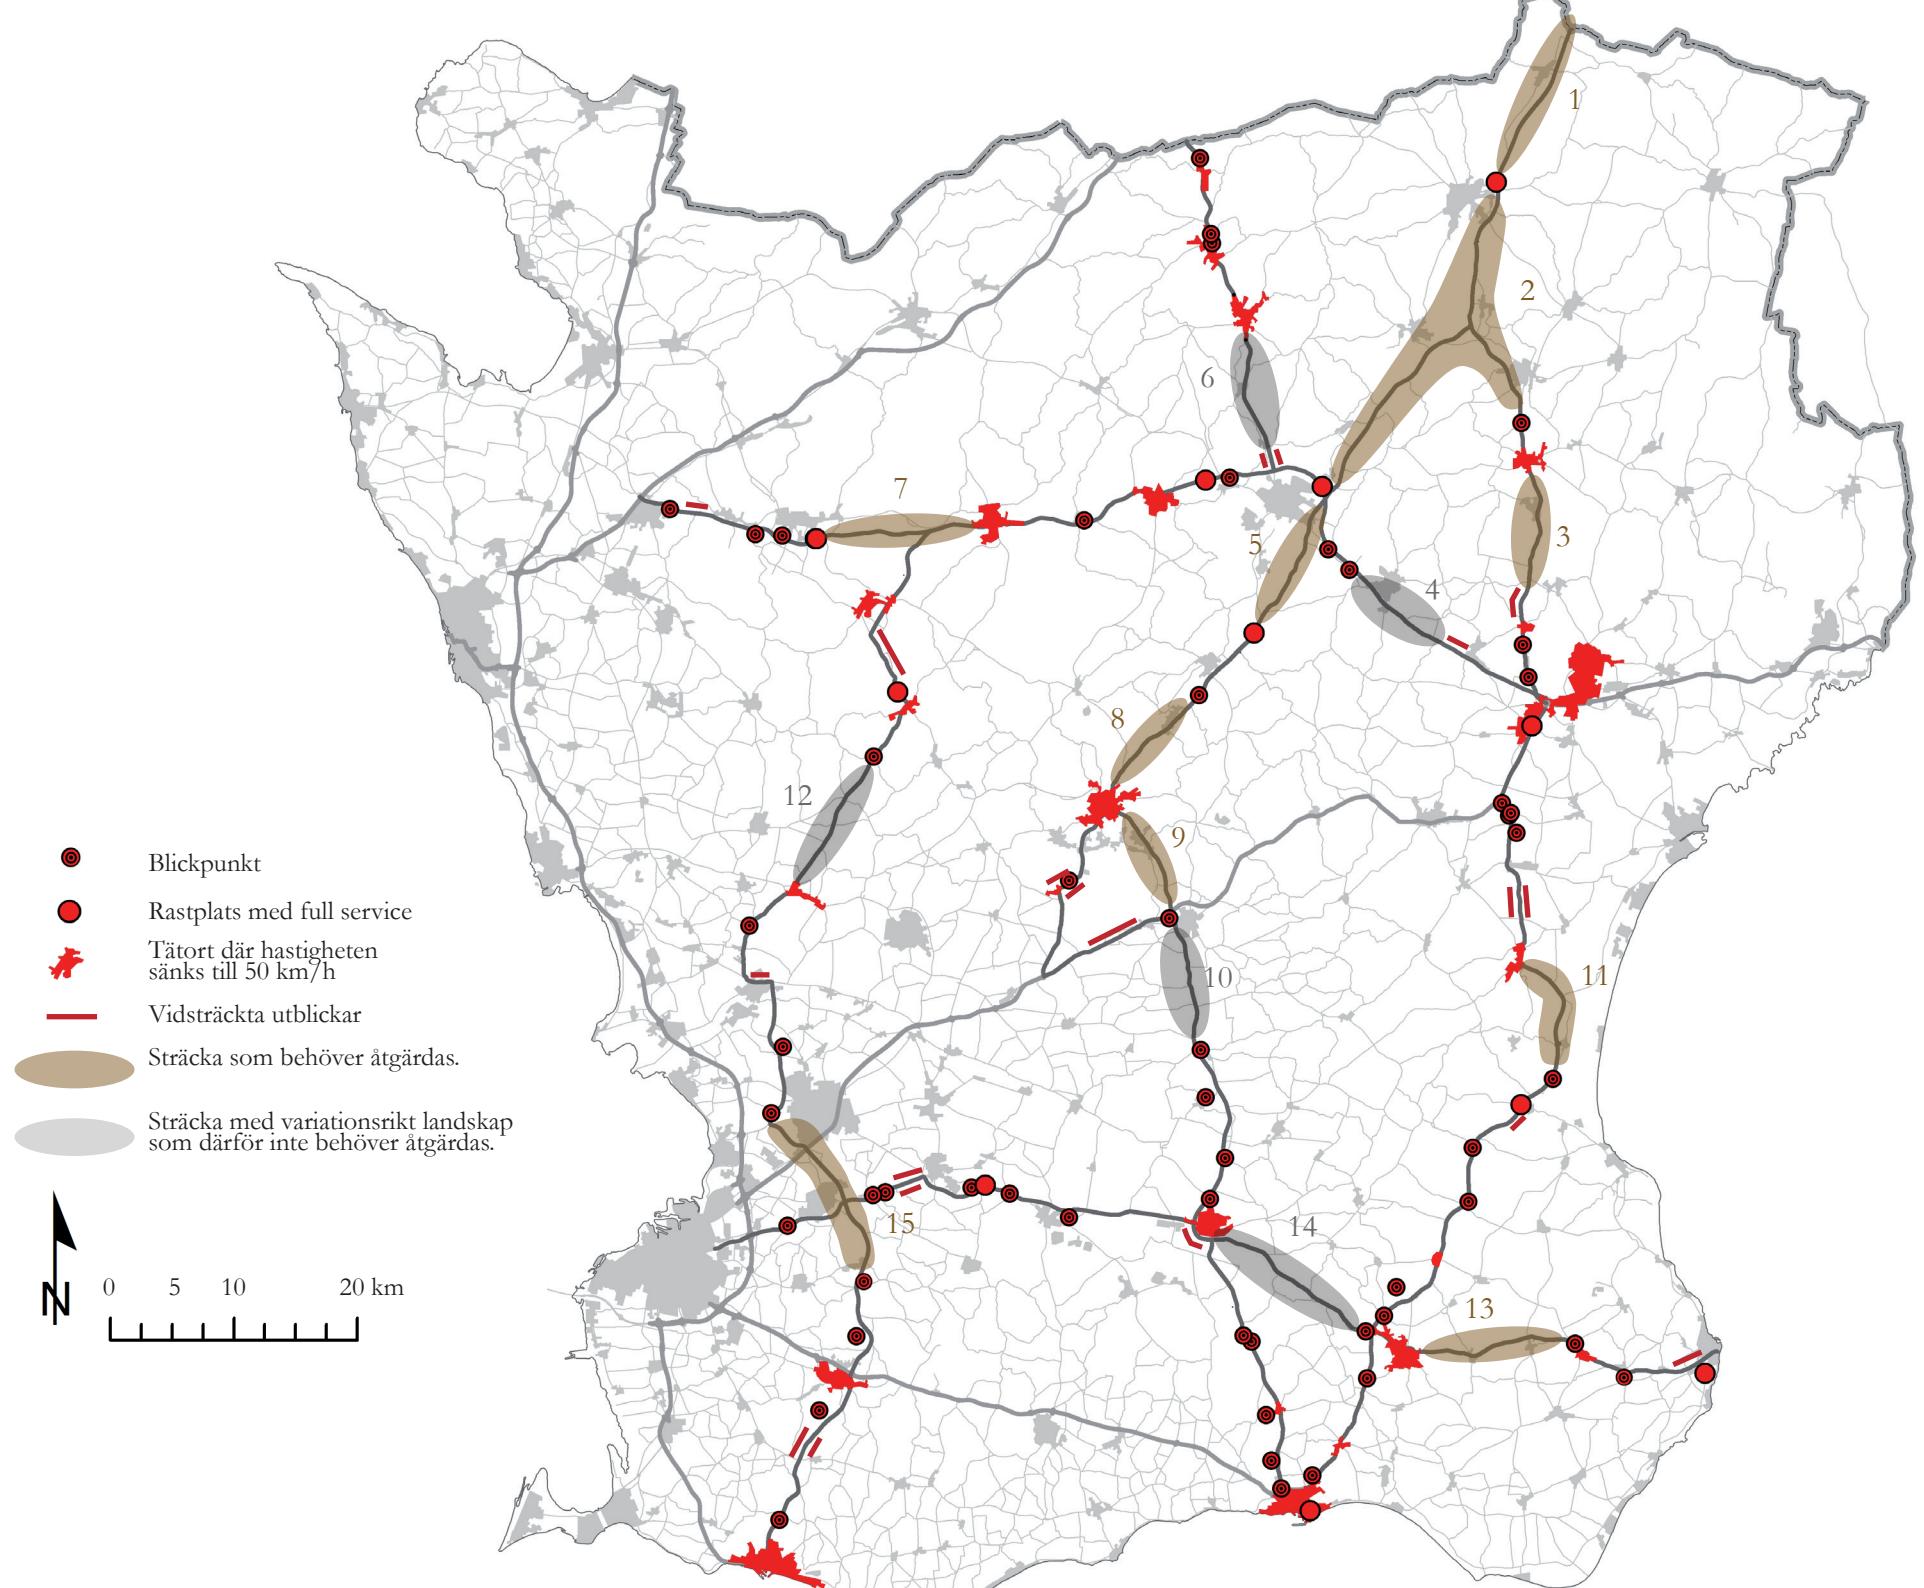 1
2
6
7
3
5
4
8
12
9
10
11
Blickpunkt
Rastplats med full service
Tätort där hastigheten
sänks till 50 km/h
Vidsträckta utblickar
Sträcka som behöver åtgärdas.
Sträcka med variationsrikt landskap
som därför inte behöver åtgärdas.
15
14
13
N
0 5 10 20 km